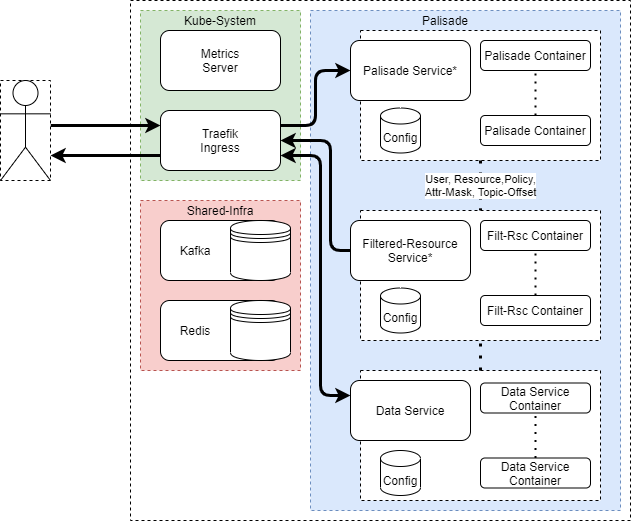 Kube-System
Palisade
Metrics
Server
Traefik
Ingress
Palisade Service*
Config
Palisade Container
Palisade Container
User, Resource,Policy,
Attr-Mask, Topic-Offset
Shared-Infra
Kafka
Redis
Filtered-Resource
Service*
Config
Filt-Rsc Container
Filt-Rsc Container
Data Service
Config
Data Service
Container
Data Service
Container